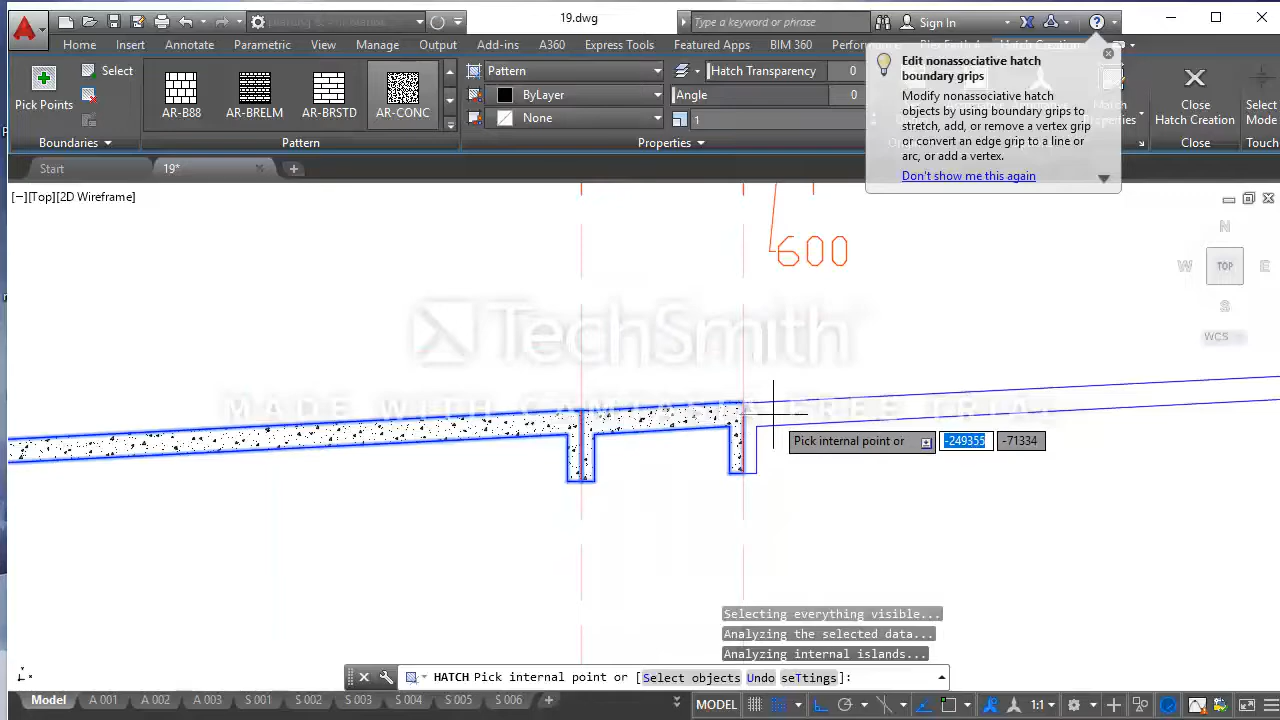 19.dwg
Type a keyword or phrase
Sign In
Home Insert Annotate Parametric View Manage Output Add-ins A360 Express Tools Featured Apps BIM 360
Edit nonassociative hatch
boundary grips
Modify nonassociative hatch
objects by using boundary grips to
stretch, add, or remove a vertex grip
or convert an edge grip to a line or
arc, or add a vertex.
Don't show me this again
Pick Points
Select
Boundaries
AR-B88 AR-BRELM AR-BRSTD AR-CONC
Pattern
Pattern
ByLayer
None
Hatch Transparency 0
Angle 0
1
Properties
Close
Hatch Creation
Close
Select
Mode
Touch
Start 19*
[−][Top][2D Wireframe]
N
W TOP E
S
WCS
600
TechSmith
MADE WITH CAMTASIA FREE TRIAL
Pick internal point or -249355 -71334
Selecting everything visible...
Analyzing the selected data...
Analyzing internal islands...
HATCH Pick internal point or [Select objects Undo seTtings]:
Model A 001 A 002 A 003 S 001 S 002 S 003 S 004 S 005 S 006
MODEL 1:1